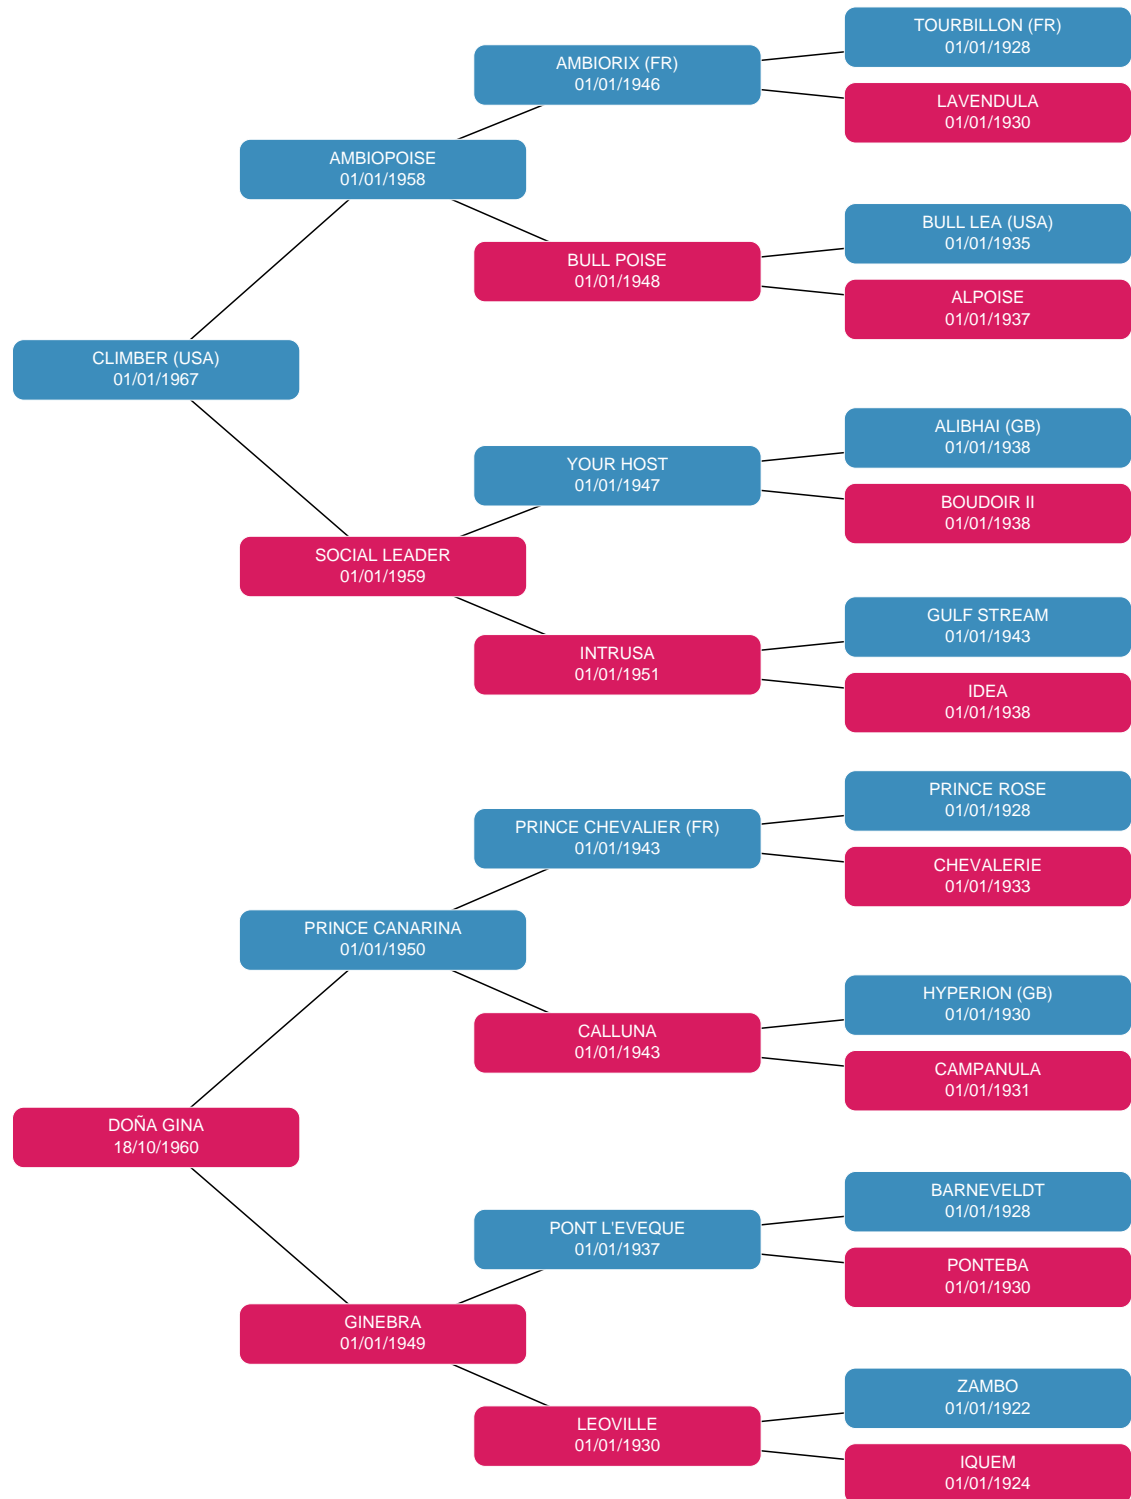 TOURBILLON (FR)
01/01/1928
AMBIORIX (FR)
01/01/1946
LAVENDULA
01/01/1930
AMBIOPOISE
01/01/1958
BULL LEA (USA)
01/01/1935
BULL POISE
01/01/1948
ALPOISE
01/01/1937
CLIMBER (USA)
01/01/1967
ALIBHAI (GB)
01/01/1938
YOUR HOST
01/01/1947
BOUDOIR II
01/01/1938
SOCIAL LEADER
01/01/1959
GULF STREAM
01/01/1943
INTRUSA
01/01/1951
IDEA
01/01/1938
PRINCE ROSE
01/01/1928
PRINCE CHEVALIER (FR)
01/01/1943
CHEVALERIE
01/01/1933
PRINCE CANARINA
01/01/1950
HYPERION (GB)
01/01/1930
CALLUNA
01/01/1943
CAMPANULA
01/01/1931
DOÑA GINA
18/10/1960
BARNEVELDT
01/01/1928
PONT L'EVEQUE
01/01/1937
PONTEBA
01/01/1930
GINEBRA
01/01/1949
ZAMBO
01/01/1922
LEOVILLE
01/01/1930
IQUEM
01/01/1924